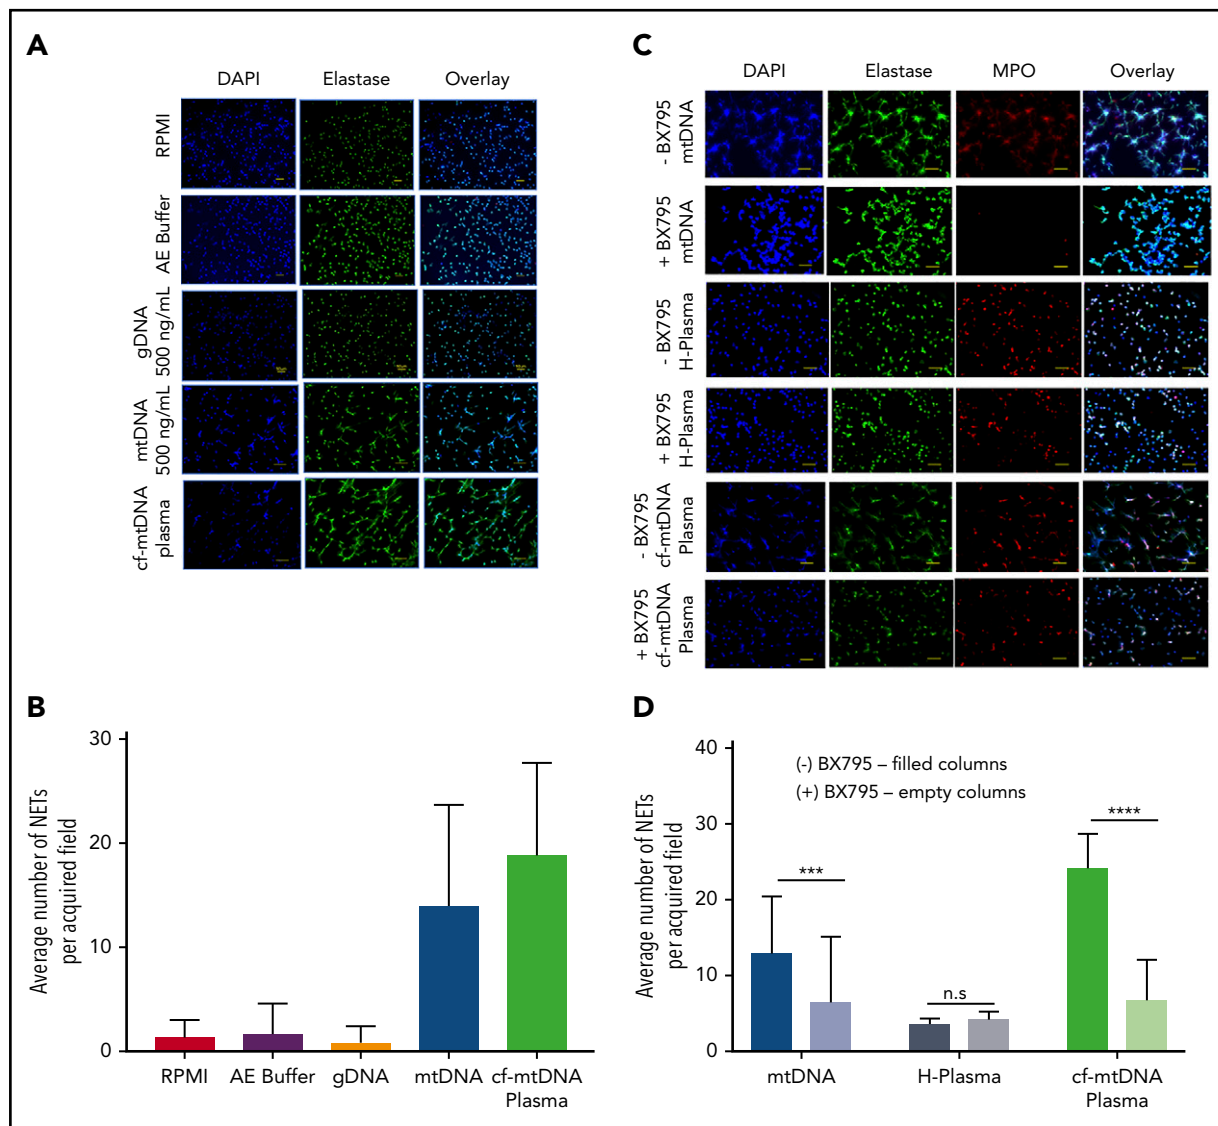 A
DAPI Elastase Overlay
RPMI
AE Buffer
gDNA
500 ng/mL
mtDNA
500 ng/mL
cf-mtDNA
plasma
C
DAPI Elastase MPO Overlay
- BX795
mtDNA
+ BX795
mtDNA
- BX795
H-Plasma
+ BX795
H-Plasma
- BX795
cf-mtDNA
Plasma
+ BX795
cf-mtDNA
Plasma
B
Average number of NETs
per acquired field
30
20
10
0
RPMI AE Buffer gDNA mtDNA cf-mtDNA
Plasma
D
Average number of NETs
per acquired field
40
30
20
10
0
(-) BX795 – filled columns
(+) BX795 – empty columns
***
n.s
****
mtDNA H-Plasma cf-mtDNA
Plasma